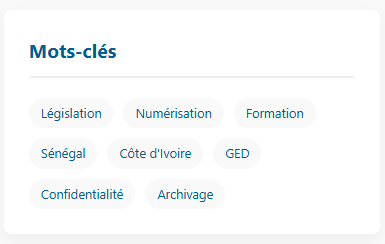 Mots-clés
Législation Numérisation Formation
Sénégal Côte d'Ivoire GED
Confidentialité Archivage